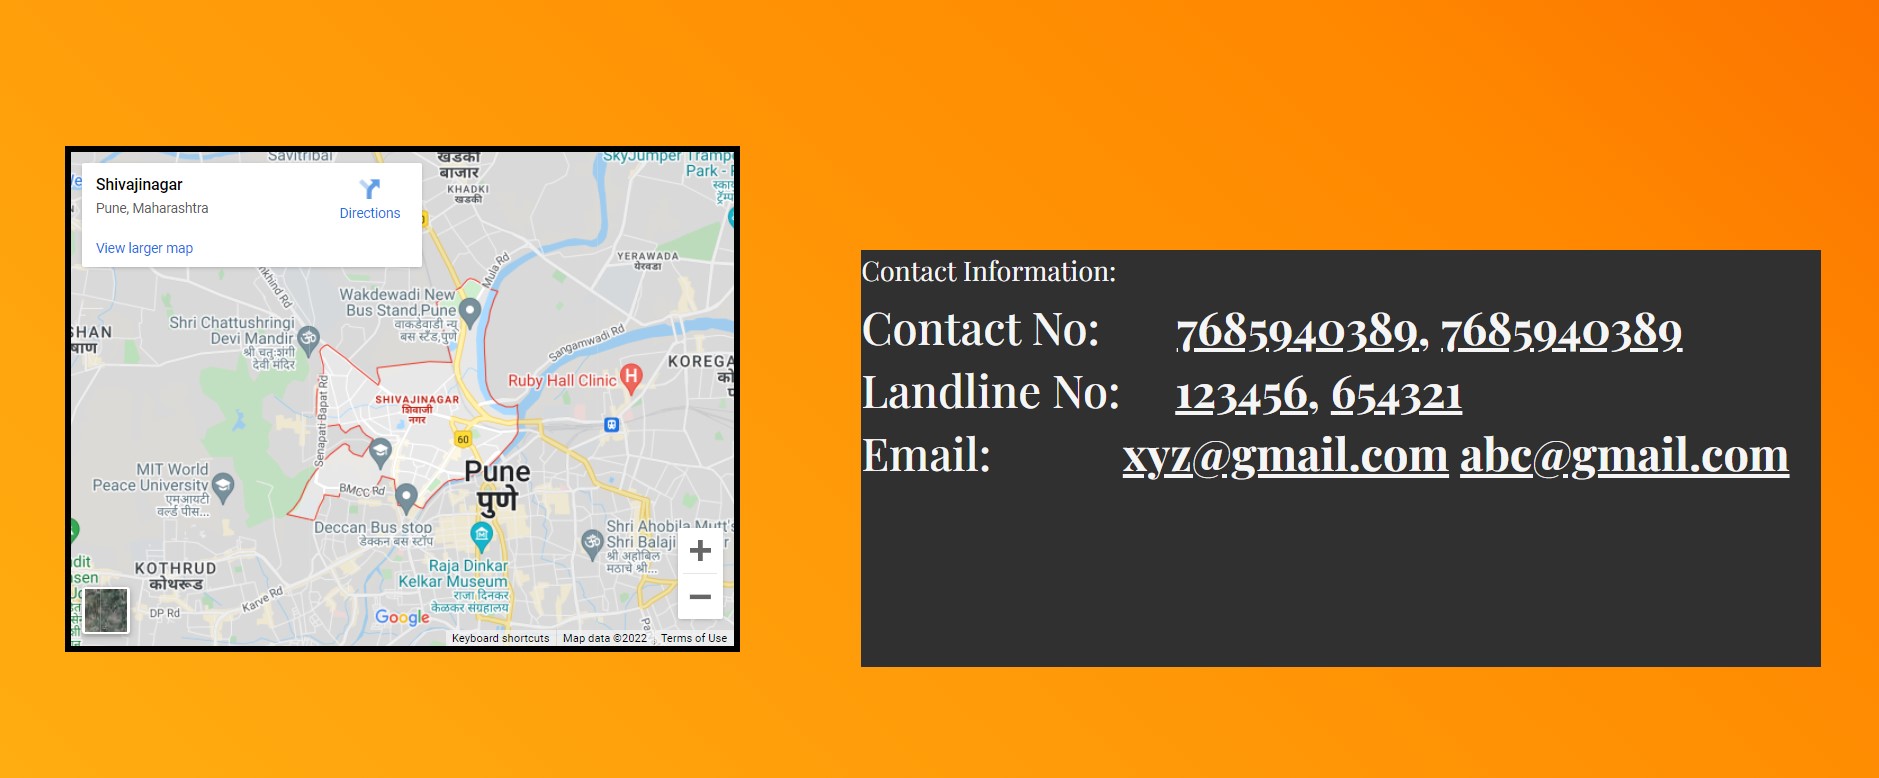 Savitribai
खडकी
बाजार
KHADKI
खडकी
Park -
Shivajinagar
Pune, Maharashtra
Directions
View larger map
Mula Rd
YERAWADA
येरवडा
Wakdewadi New
Bus Stand,Pune
वाकडेवाडी न्यु
बस स्टँड,पुणे
Shri Chattushringi
Devi Mandir
श्री चतुःशृंगी
देवी मंदिर
Sangamwadi Rd
Ruby Hall Clinic
H
Senapati Bapat Rd
SHIVAJINAGAR
शिवाजी
नगर
60
Pune
पुणे
MIT World
Peace University
एमआयटी
वर्ल्ड पीस...
BMCC Rd
Deccan Bus stop
डेक्कन बस स्टॉप
Shri Ahobila Mutt's
Shri Balaji
श्री अहोबिल
मठाचे श्री...
Raja Dinkar
Kelkar Museum
राजा दिनकर
केळकर संग्रहालय
KOTHRUD
कोथरूड
DP Rd
Karve Rd
Google
Keyboard shortcuts
Map data ©2022
Terms of Use
Contact Information:
Contact No: 7685940389, 7685940389
Landline No: 123456, 654321
Email: xyz@gmail.com abc@gmail.com